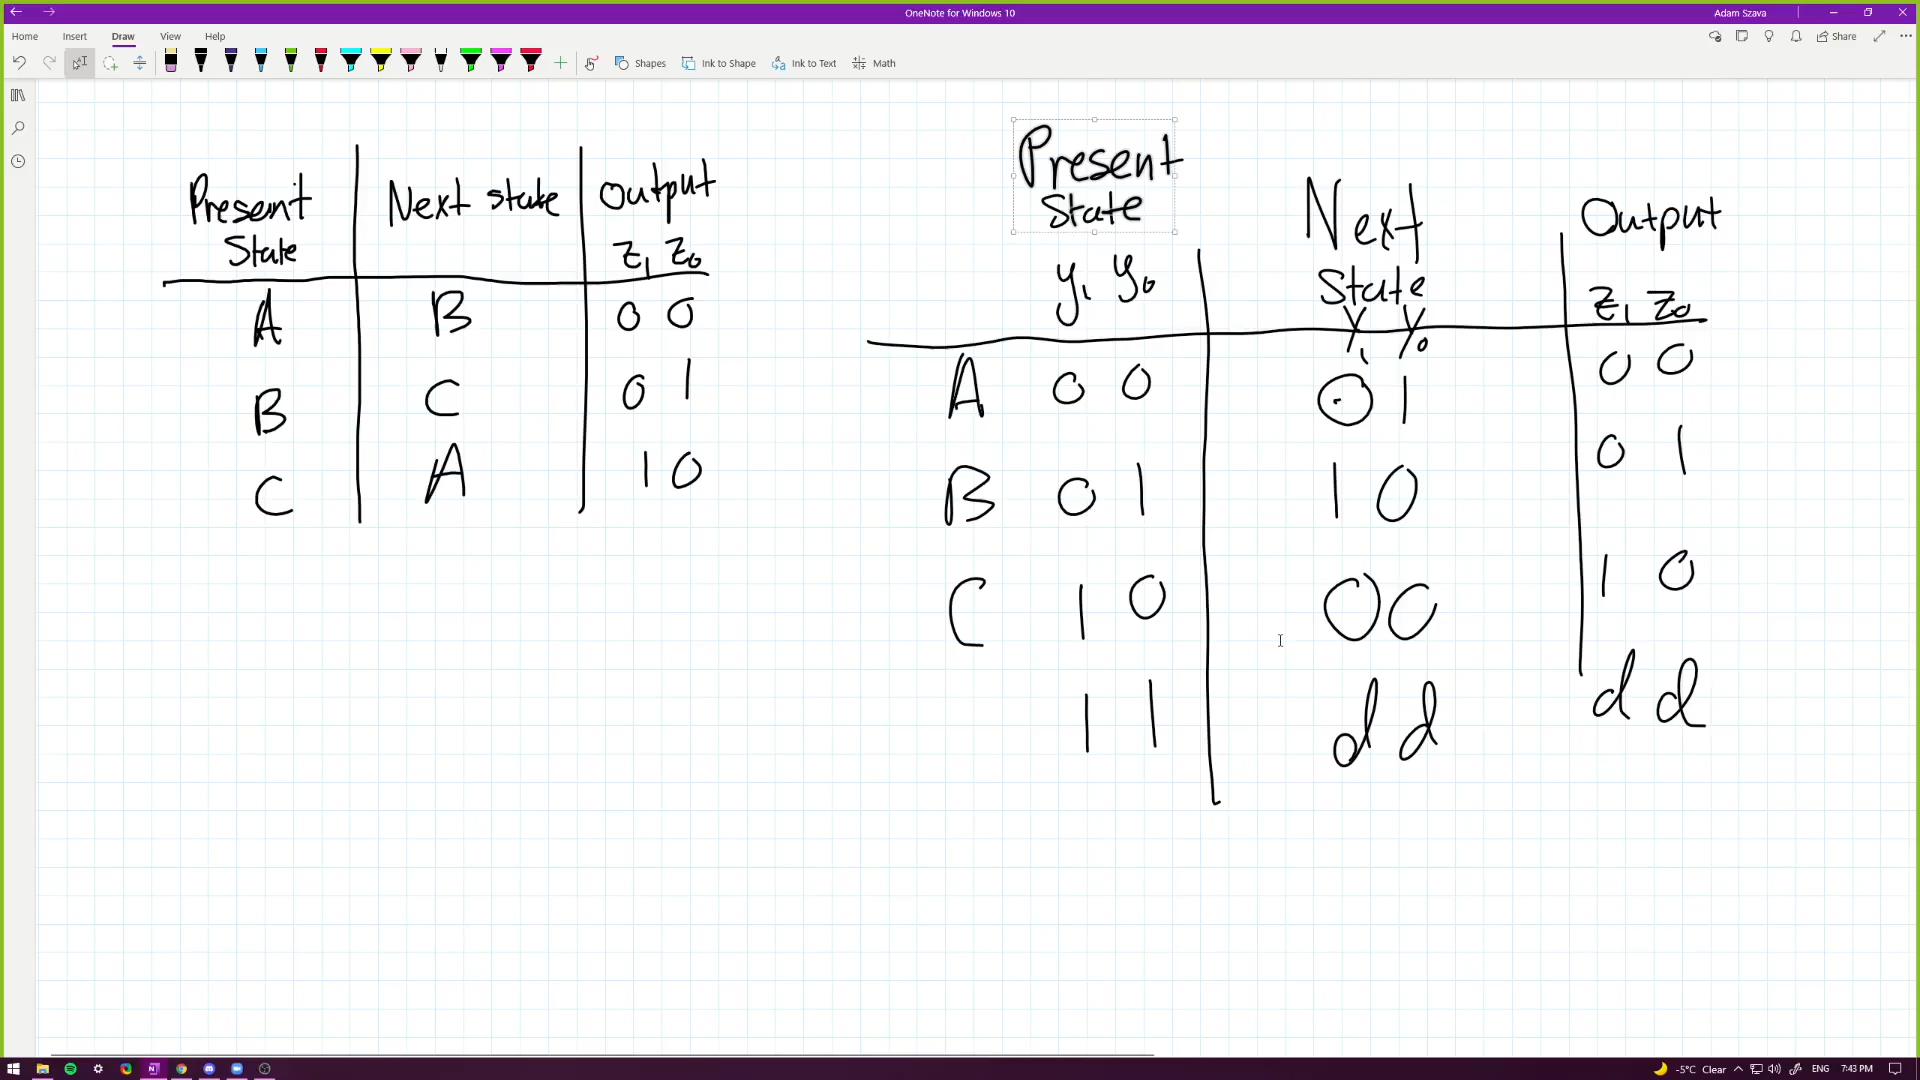 OneNote for Windows 10
Adam Szava
Home Insert Draw View Help
Share
Shapes Ink to Shape Ink to Text Math
Present State | Next state | Output
z₁ z₀
A B 0 0
B C 0 1
C A 1 0
Present
State
Next
State
Output
y₁ y₀ Y₁ Y₀ z₁ z₀
A 0 0 0 1 0 0
B 0 1 1 0 0 1
C 1 0 0 0 1 0
1 1 d d d d
-5°C Clear ENG 7:43 PM